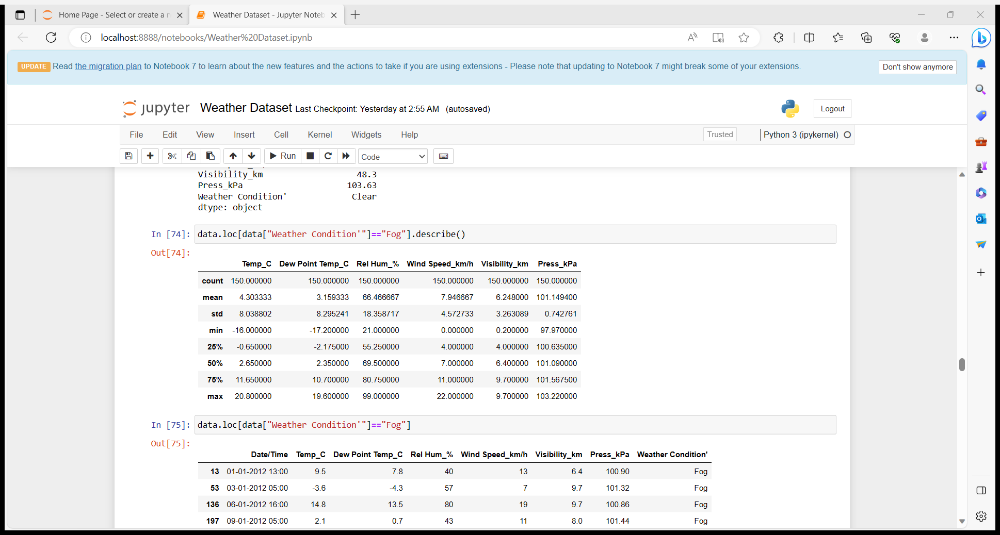 Home Page - Select or create a n
Weather Dataset - Jupyter Noteb
localhost:8888/notebooks/Weather%20Dataset.ipynb
UPDATE Read the migration plan to Notebook 7 to learn about the new features and the actions to take if you are using extensions - Please note that updating to Notebook 7 might break some of your extensions.
Don't show anymore
jupyter Weather Dataset Last Checkpoint: Yesterday at 2:55 AM (autosaved)
Logout
File Edit View Insert Cell Kernel Widgets Help
Trusted
Python 3 (ipykernel)
Run
Code
Visibility_km 48.3
Press_kPa 103.63
Weather Condition' Clear
dtype: object
In [74]: data.loc[data["Weather Condition'"]=="Fog"].describe()
Out[74]:
Temp_C Dew Point Temp_C Rel Hum_% Wind Speed_km/h Visibility_km Press_kPa
count 150.000000 150.000000 150.000000 150.000000 150.000000 150.000000
mean 4.303333 3.159333 66.466667 7.946667 6.248000 101.149400
std 8.038802 8.295241 18.358717 4.572733 3.263089 0.742761
min -16.000000 -17.200000 21.000000 0.000000 0.200000 97.970000
25% -0.650000 -2.175000 55.250000 4.000000 4.000000 100.635000
50% 2.650000 2.350000 69.500000 7.000000 6.400000 101.090000
75% 11.650000 10.700000 80.750000 11.000000 9.700000 101.567500
max 20.800000 19.600000 99.000000 22.000000 9.700000 103.220000
In [75]: data.loc[data["Weather Condition'"]=="Fog"]
Out[75]:
Date/Time Temp_C Dew Point Temp_C Rel Hum_% Wind Speed_km/h Visibility_km Press_kPa Weather Condition'
13 01-01-2012 13:00 9.5 7.8 40 13 6.4 100.90 Fog
53 03-01-2012 05:00 -3.6 -4.3 57 7 9.7 101.32 Fog
136 06-01-2012 16:00 14.8 13.5 80 19 9.7 100.86 Fog
197 09-01-2012 05:00 2.1 0.7 43 11 8.0 101.44 Fog